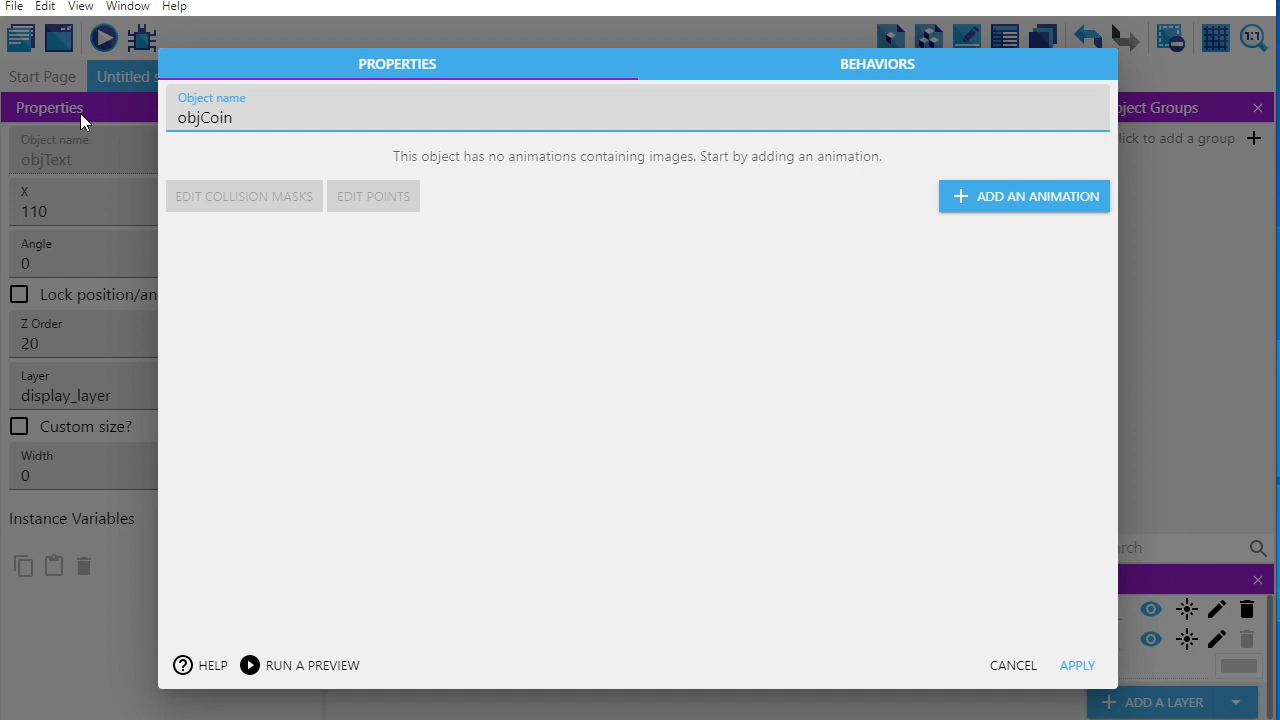 File Edit View Window Help
Start Page Untitled s
Properties
Object name
objText
X
110
Angle
0
Lock position/an
Z Order
20
Layer
display_layer
Custom size?
Width
0
Instance Variables
PROPERTIES BEHAVIORS
Object name
objCoin
This object has no animations containing images. Start by adding an animation.
EDIT COLLISION MASKS EDIT POINTS + ADD AN ANIMATION
? HELP RUN A PREVIEW CANCEL APPLY
1:1
bject Groups ×
lick to add a group +
rch
×
+ ADD A LAYER